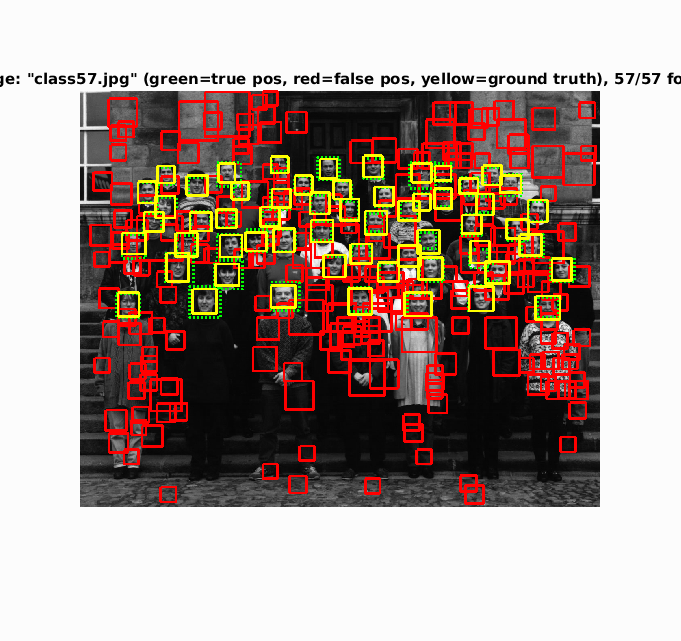 ge: "class57.jpg" (green=true pos, red=false pos, yellow=ground truth), 57/57 fo